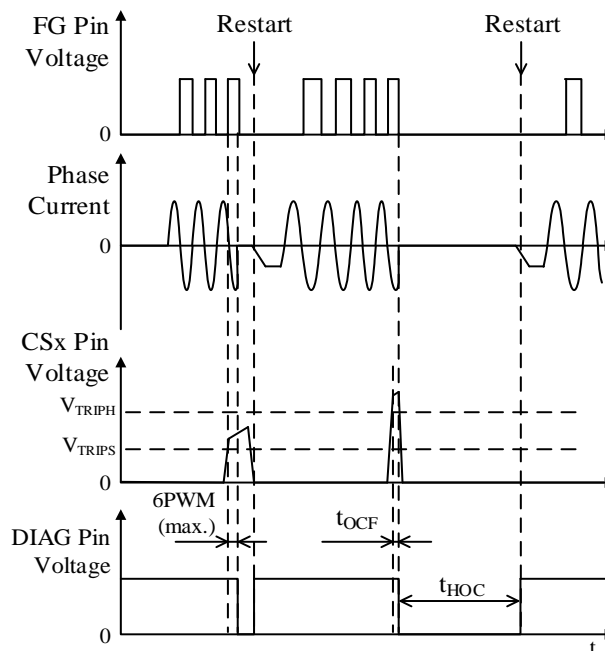 FG Pin
Voltage
Restart
Restart
0
Phase
Current
0
CSx Pin
Voltage
VTRIPH
VTRIPS
0
6PWM
(max.)
tOCF
DIAG Pin
Voltage
tHOC
0
t